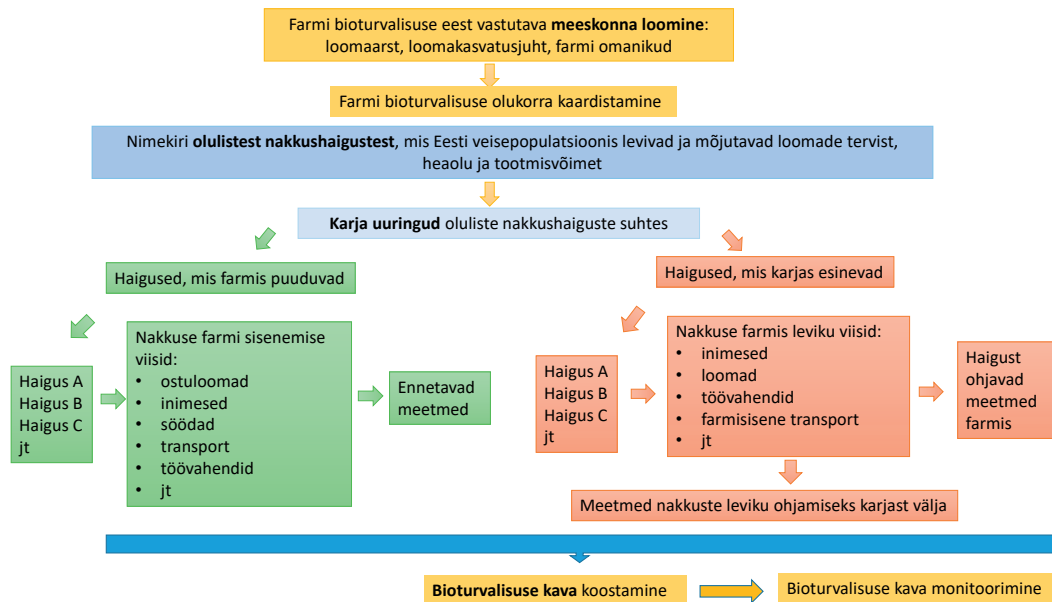 Farmi bioturvalisuse eest vastutava meeskonna loomine:
loomaarst, loomakasvatusjuht, farmi omanikud
Farmi bioturvalisuse olukorra kaardistamine
Nimekiri olulistest nakkushaigustest, mis Eesti veisepopulatsioonis levivad ja mõjutavad loomade tervist,
heaolu ja tootmisvõimet
Karja uuringud oluliste nakkushaiguste suhtes
Haigused, mis farmis puuduvad
Haigus A
Haigus B
Haigus C
jt
Nakkuse farmi sisenemise
viisid:
• ostuloomad
• inimesed
• söödad
• transport
• töövahendid
• jt
Ennetavad
meetmed
Haigused, mis karjas esinevad
Haigus A
Haigus B
Haigus C
jt
Nakkuse farmis leviku viisid:
• inimesed
• loomad
• töövahendid
• farmisisene transport
• jt
Haigust
ohjavad
meetmed
farmis
Meetmed nakkuste leviku ohjamiseks karjast välja
Bioturvalisuse kava koostamine
Bioturvalisuse kava monitoorimine